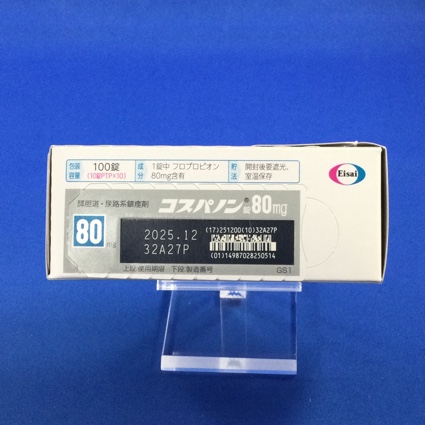 包装容量 100錠 (10錠PTP×10)
成分 1錠中 フロプロピオン 80mg含有
貯法 開封後要遮光、室温保存
Eisai
膵胆道・尿路系鎮痙剤
コスパノン錠80mg
80mg
2025.12
32A27P
(17)251200(10)32A27P
(01)14987028250514
上段:使用期限 下段:製造番号
GS1